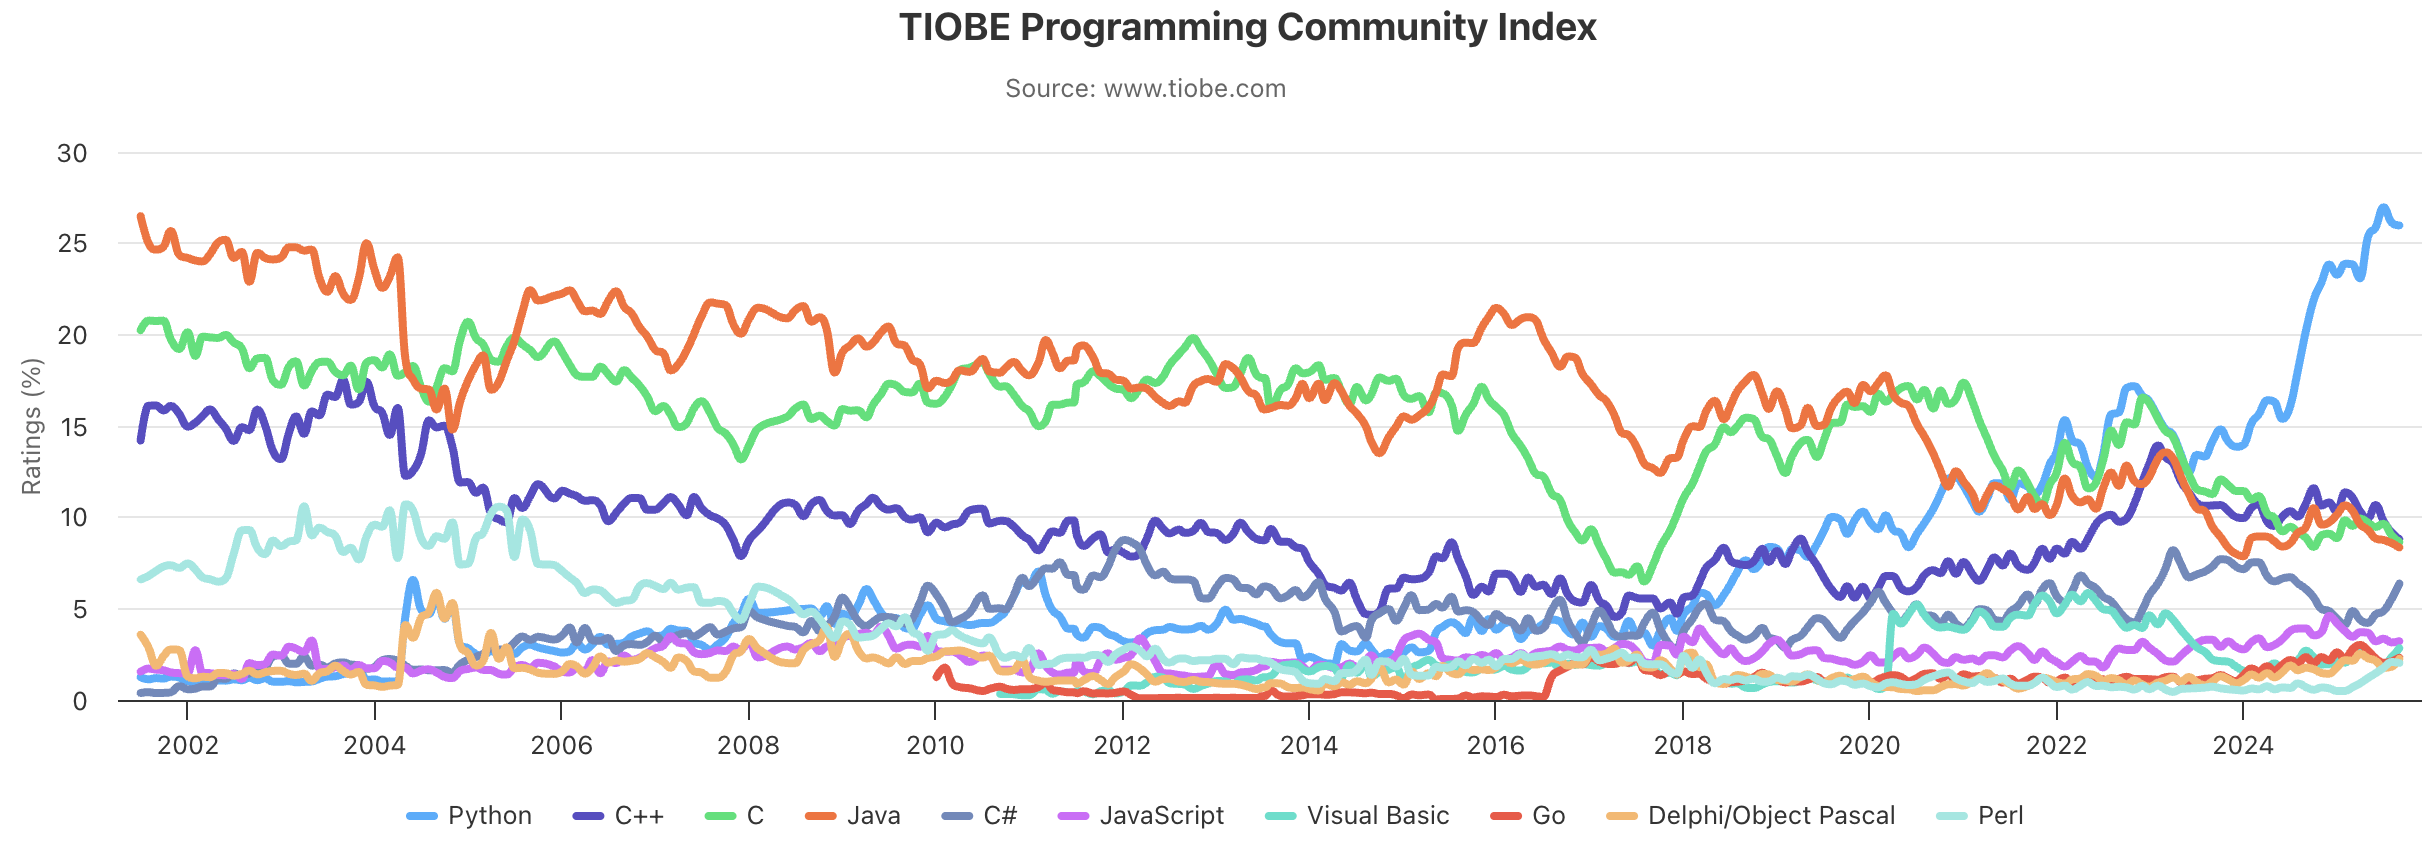 TIOBE Programming Community Index
Source: www.tiobe.com
Ratings (%)
30
25
20
15
10
5
0
2002 2004 2006 2008 2010 2012 2014 2016 2018 2020 2022 2024
Python C++ C Java C# JavaScript Visual Basic Go Delphi/Object Pascal Perl